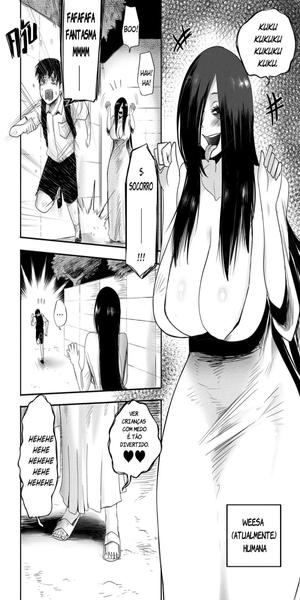 KUKU
KUKUKU
KUKUKU
KUKU.
BOO!
HA!
HA!
FAFAFAFA
FANTASMA
MMMM
S
SOCORRO
!!!
...
VER
CRIANÇAS
COM MEDO
É TÃO
DIVERTIDO.
♥♥
HEHEHE
HEHE
HEHEHE
HEHE
HEHEHE.
WEESA
(ATUALMENTE)
HUMANA